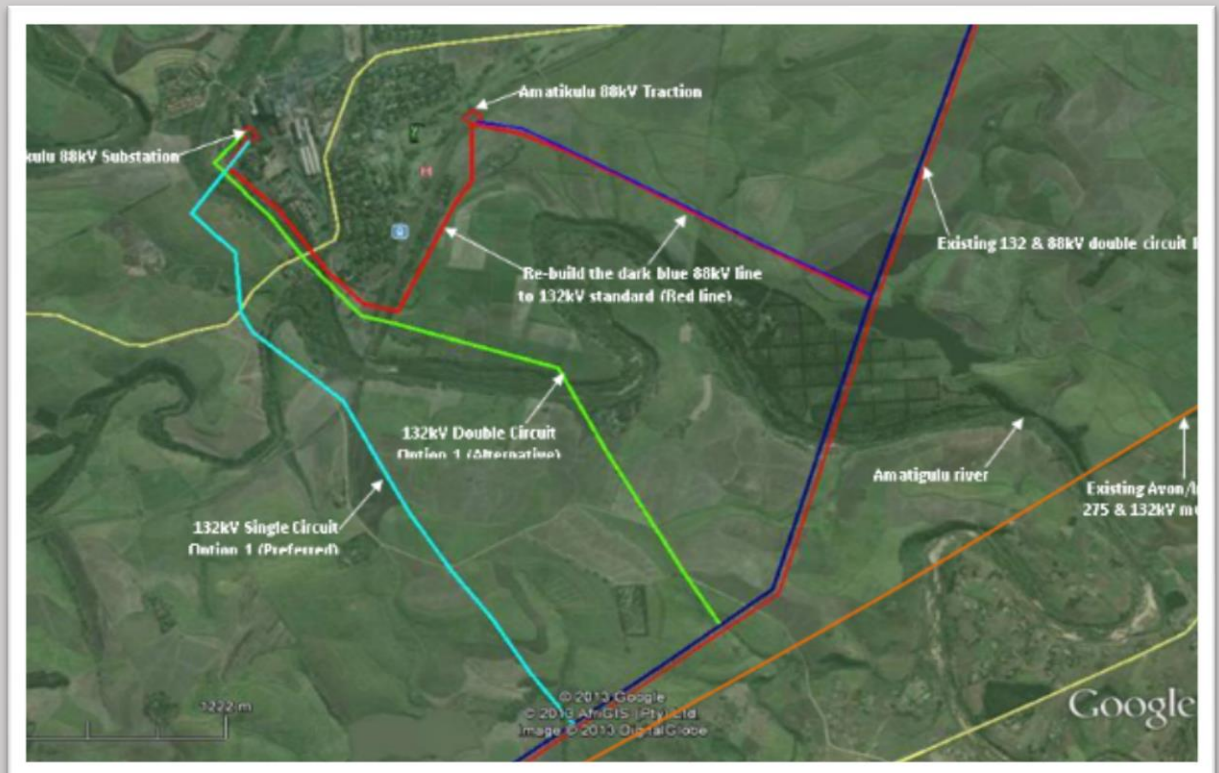 Amatikulu 88kV Traction
kulu 88kV Substation
Existing 132 & 88kV double circuit
Re-build the dark blue 88kV line
to 132kV standard (Red line)
132kV Double Circuit
Option 1 (Alternative)
Amatigulu river
Existing Avon/
275 & 132kV
132kV Single Circuit
Option 1 (Preferred)
1222 m
© 2013 Google
© 2013 AfriGIS (Pty) Ltd.
Image © 2013 DigitalGlobe
Google